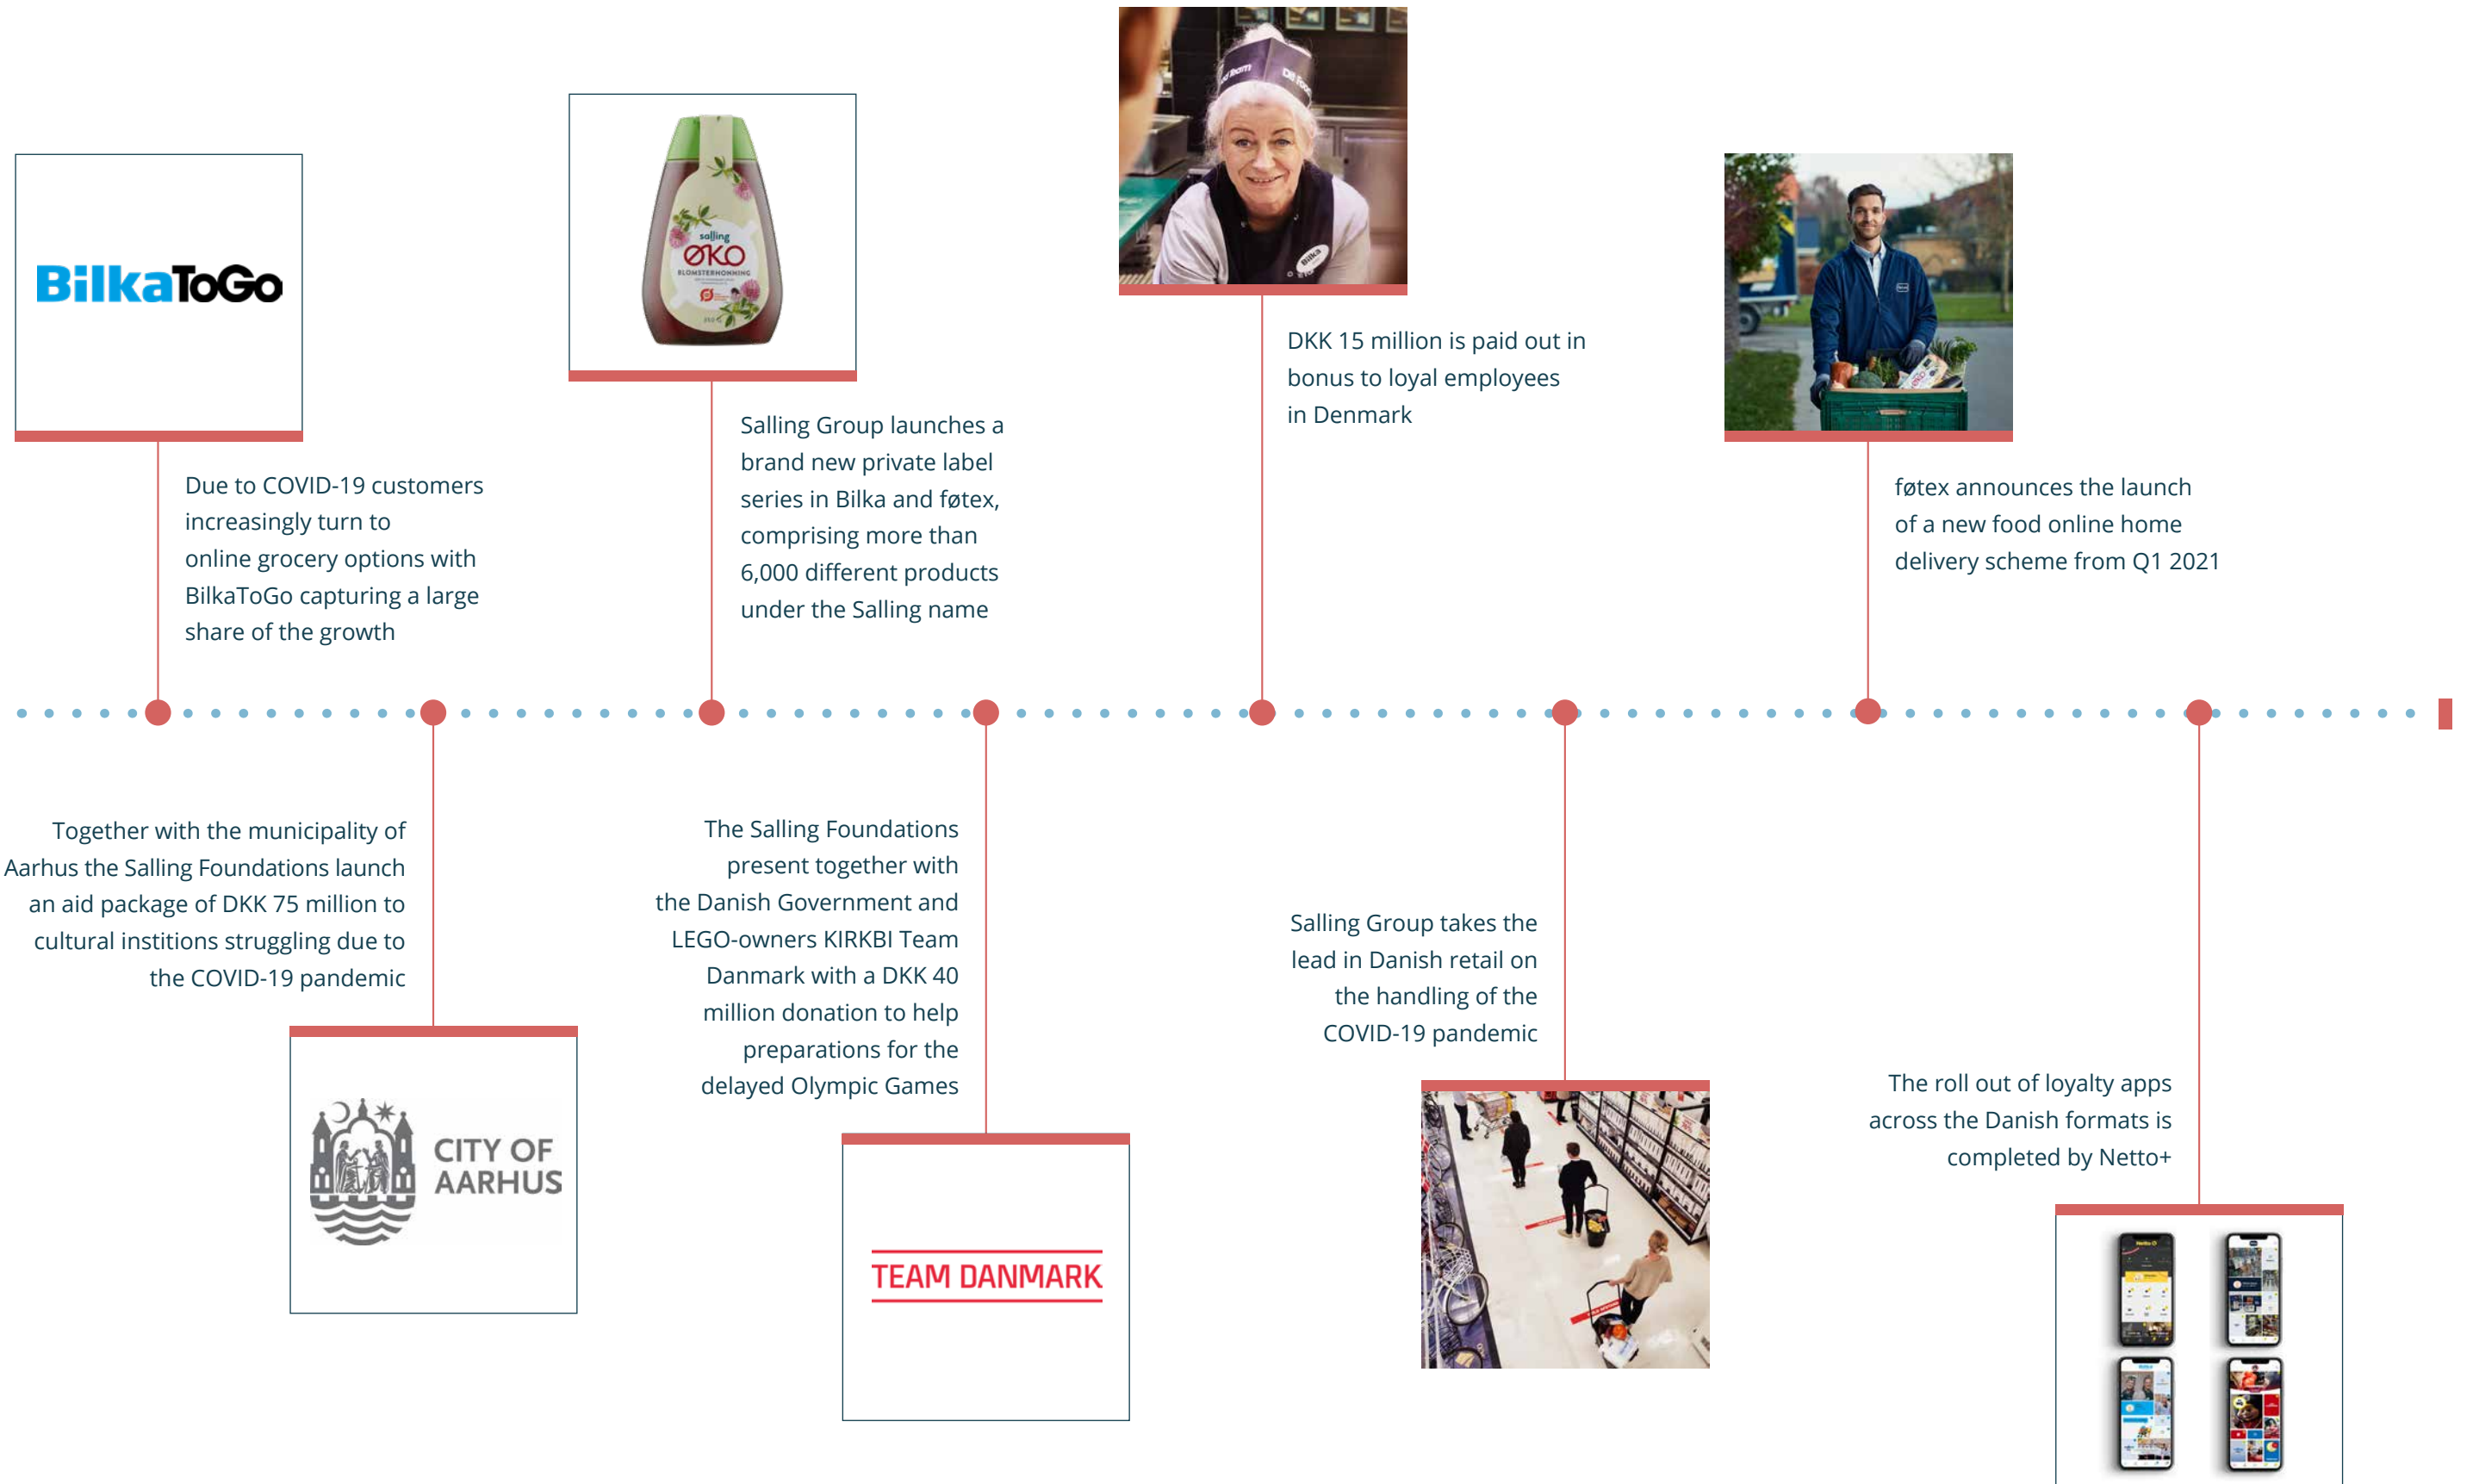 BilkaToGo
Due to COVID-19 customers
increasingly turn to
online grocery options with
BilkaToGo capturing a large
share of the growth
Together with the municipality of
Aarhus the Salling Foundations launch
an aid package of DKK 75 million to
cultural institions struggling due to
the COVID-19 pandemic
CITY OF
AARHUS
salling
ØKO
BLOMSTERHONNING
350 G
Salling Group launches a
brand new private label
series in Bilka and føtex,
comprising more than
6,000 different products
under the Salling name
The Salling Foundations
present together with
the Danish Government and
LEGO-owners KIRKBI Team
Danmark with a DKK 40
million donation to help
preparations for the
delayed Olympic Games
TEAM DANMARK
Bilka
DKK 15 million is paid out in
bonus to loyal employees
in Denmark
Salling Group takes the
lead in Danish retail on
the handling of the
COVID-19 pandemic
ØKO
føtex announces the launch
of a new food online home
delivery scheme from Q1 2021
The roll out of loyalty apps
across the Danish formats is
completed by Netto+